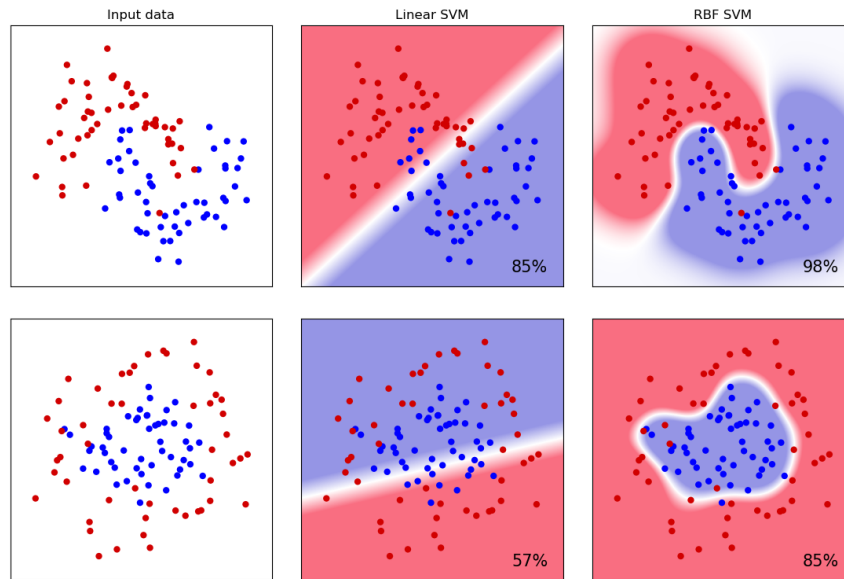 Input data
Linear SVM
RBF SVM
85%
98%
57%
85%